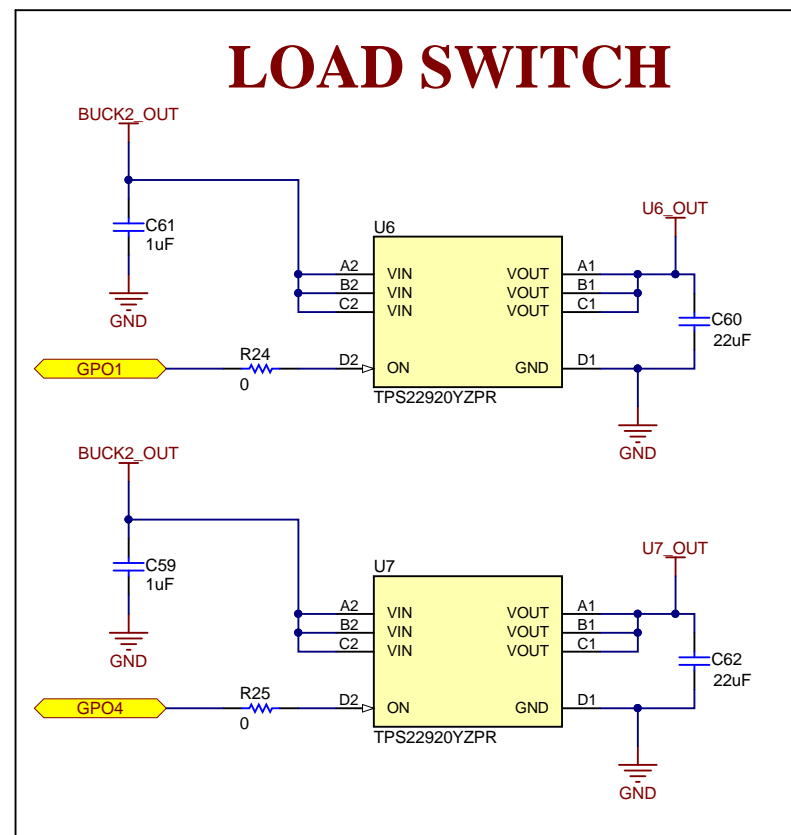 LOAD SWITCH
BUCK2_OUT
C61
1uF
GND
U6
U6_OUT
A2 VIN VOUT A1
B2 VIN VOUT B1
C2 VIN VOUT C1
C60
22uF
GPO1
R24
0
D2 ON GND D1
TPS22920YZPR
GND
BUCK2_OUT
C59
1uF
GND
U7
U7_OUT
A2 VIN VOUT A1
B2 VIN VOUT B1
C2 VIN VOUT C1
C62
22uF
GPO4
R25
0
D2 ON GND D1
TPS22920YZPR
GND